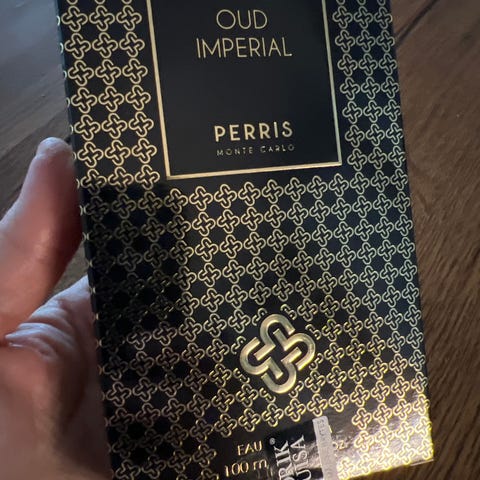 OUD
IMPERIAL
PERRIS
MONTE CARLO
EAU
100 m